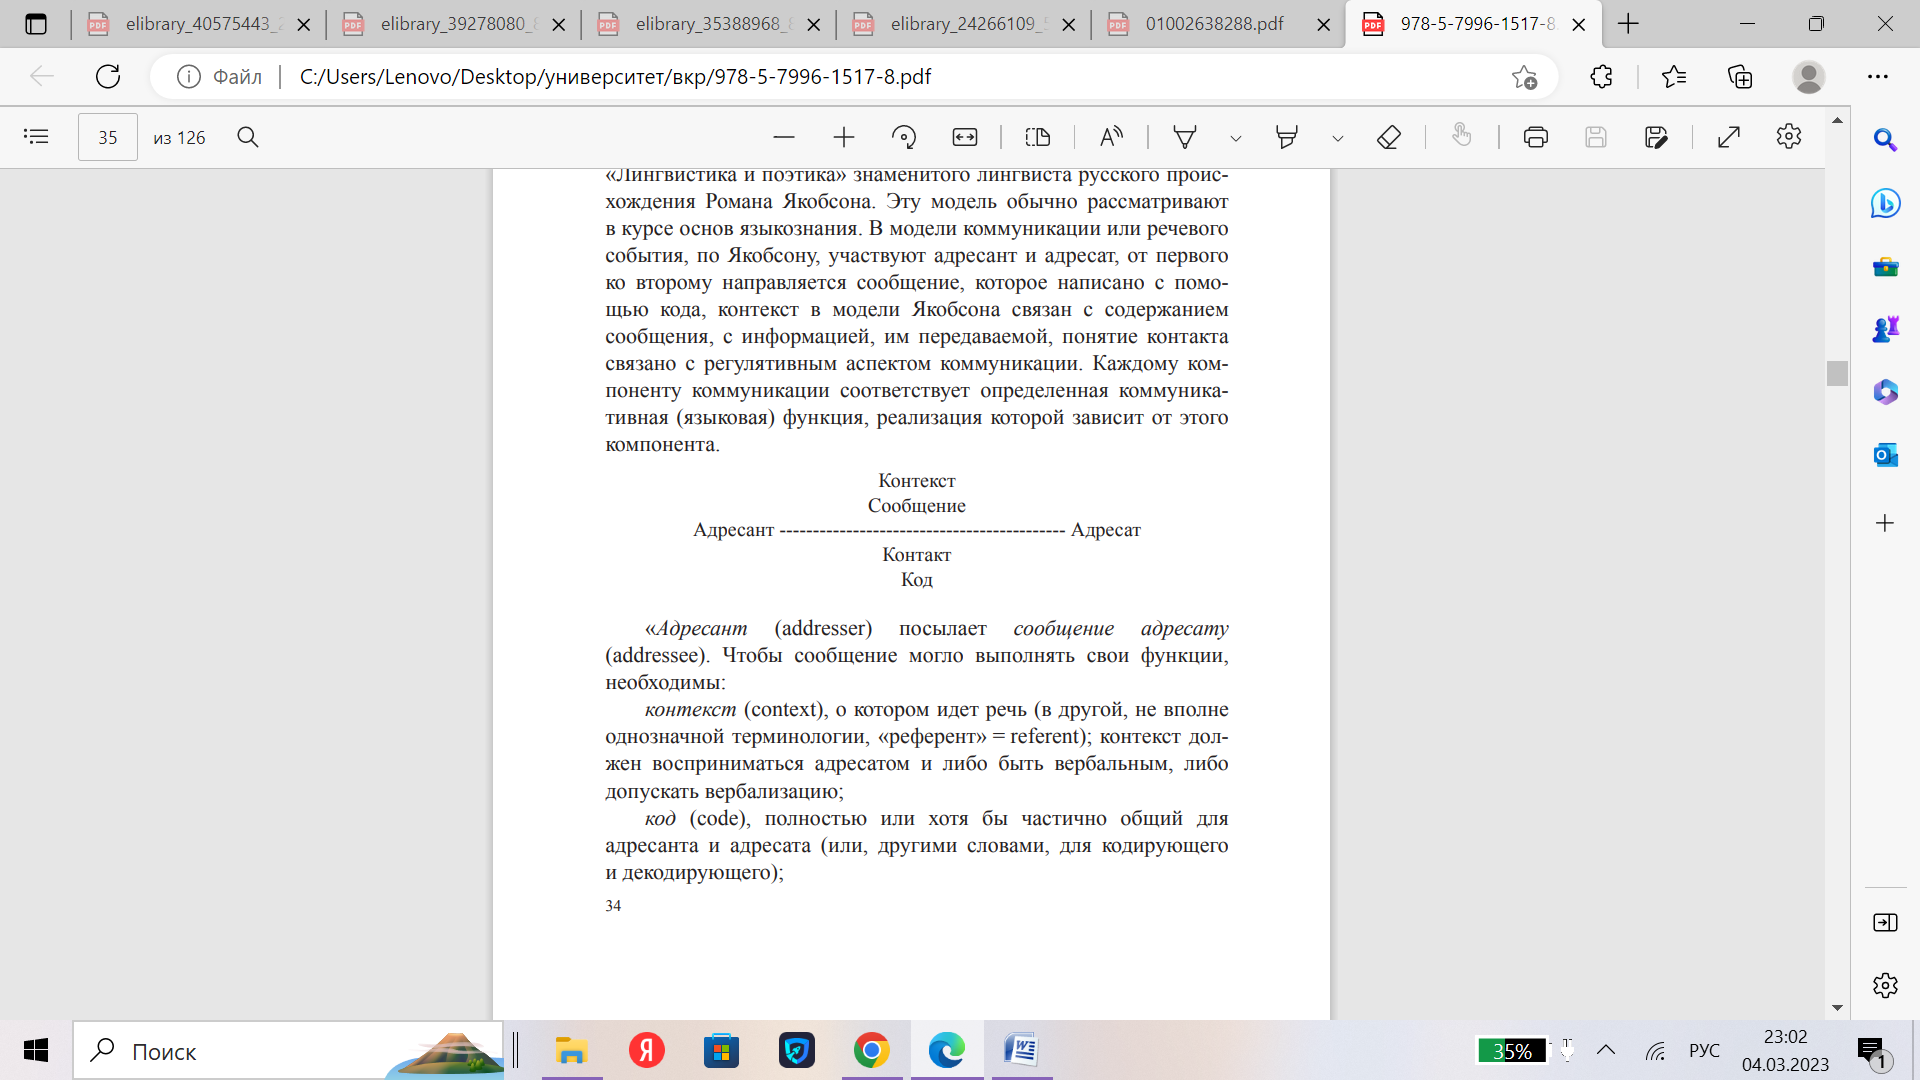 elibrary_40575443_2
elibrary_39278080_8
elibrary_35388968_8
elibrary_24266109_5
01002638288.pdf
978-5-7996-1517-8.
Файл
C:/Users/Lenovo/Desktop/университет/вкр/978-5-7996-1517-8.pdf
35
из 126
«Лингвистика и поэтика» знаменитого лингвиста русского проис-
хождения Романа Якобсона. Эту модель обычно рассматривают
в курсе основ языкознания. В модели коммуникации или речевого
события, по Якобсону, участвуют адресант и адресат, от первого
ко второму направляется сообщение, которое написано с помо-
щью кода, контекст в модели Якобсона связан с содержанием
сообщения, с информацией, им передаваемой, понятие контакта
связано с регулятивным аспектом коммуникации. Каждому ком-
поненту коммуникации соответствует определенная коммуника-
тивная (языковая) функция, реализация которой зависит от этого
компонента.
Контекст
Сообщение
Адресант ------------------------------------------- Адресат
Контакт
Код
«Адресант (addresser) посылает сообщение адресату
(addressee). Чтобы сообщение могло выполнять свои функции,
необходимы:
контекст (context), о котором идет речь (в другой, не вполне
однозначной терминологии, «референт» = referent); контекст дол-
жен восприниматься адресатом и либо быть вербальным, либо
допускать вербализацию;
код (code), полностью или хотя бы частично общий для
адресанта и адресата (или, другими словами, для кодирующего
и декодирующего);
34
Поиск
35%
РУС
23:02
04.03.2023
1